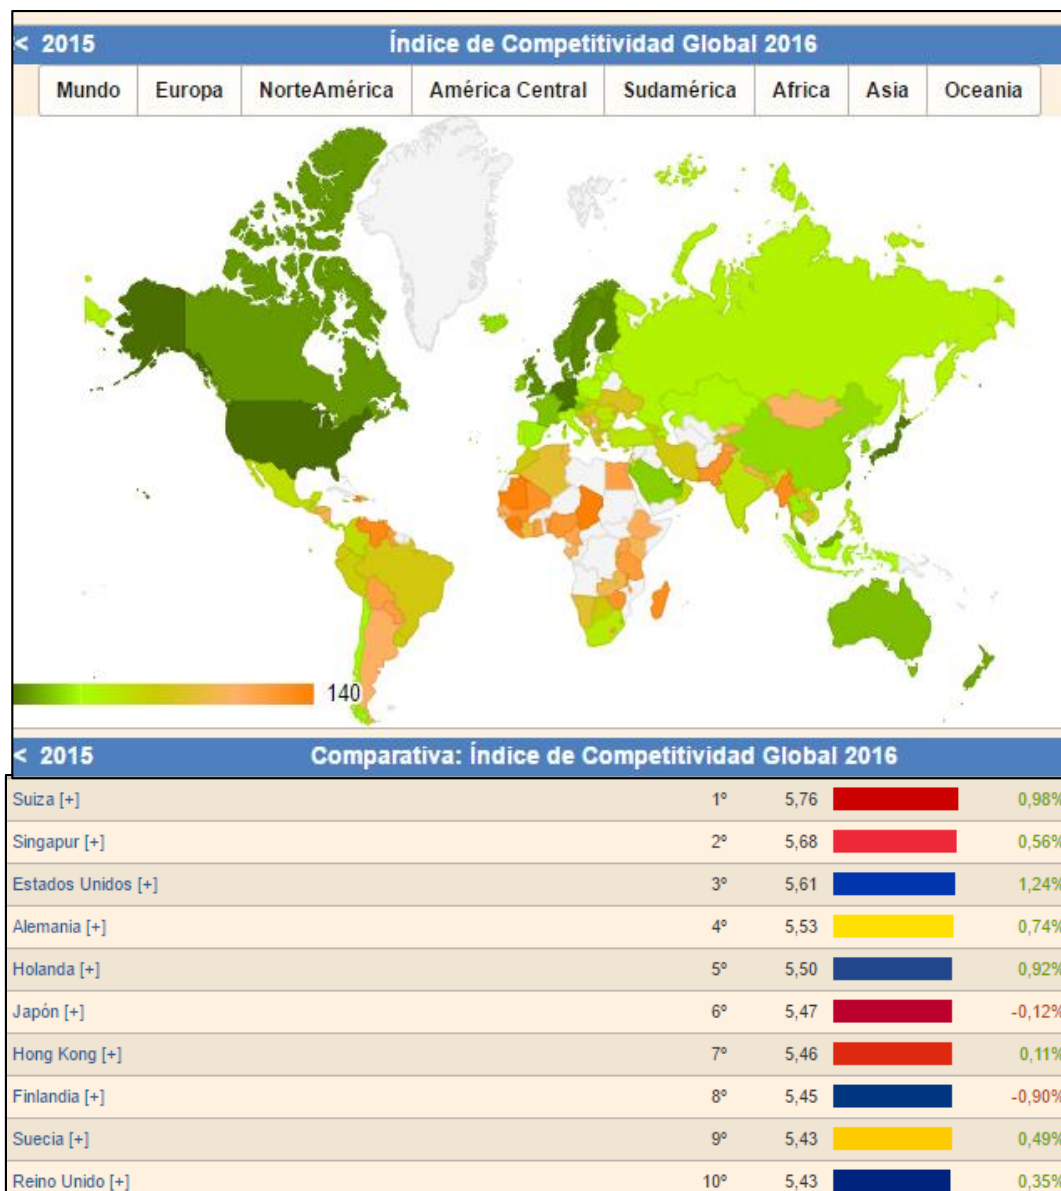 < 2015 Índice de Competitividad Global 2016
Mundo Europa NorteAmérica América Central Sudamérica Africa Asia Oceania
140
< 2015 Comparativa: Índice de Competitividad Global 2016
Suiza [+] 1º 5,76 0,98%
Singapur [+] 2º 5,68 0,56%
Estados Unidos [+] 3º 5,61 1,24%
Alemania [+] 4º 5,53 0,74%
Holanda [+] 5º 5,50 0,92%
Japón [+] 6º 5,47 -0,12%
Hong Kong [+] 7º 5,46 0,11%
Finlandia [+] 8º 5,45 -0,90%
Suecia [+] 9º 5,43 0,49%
Reino Unido [+] 10º 5,43 0,35%